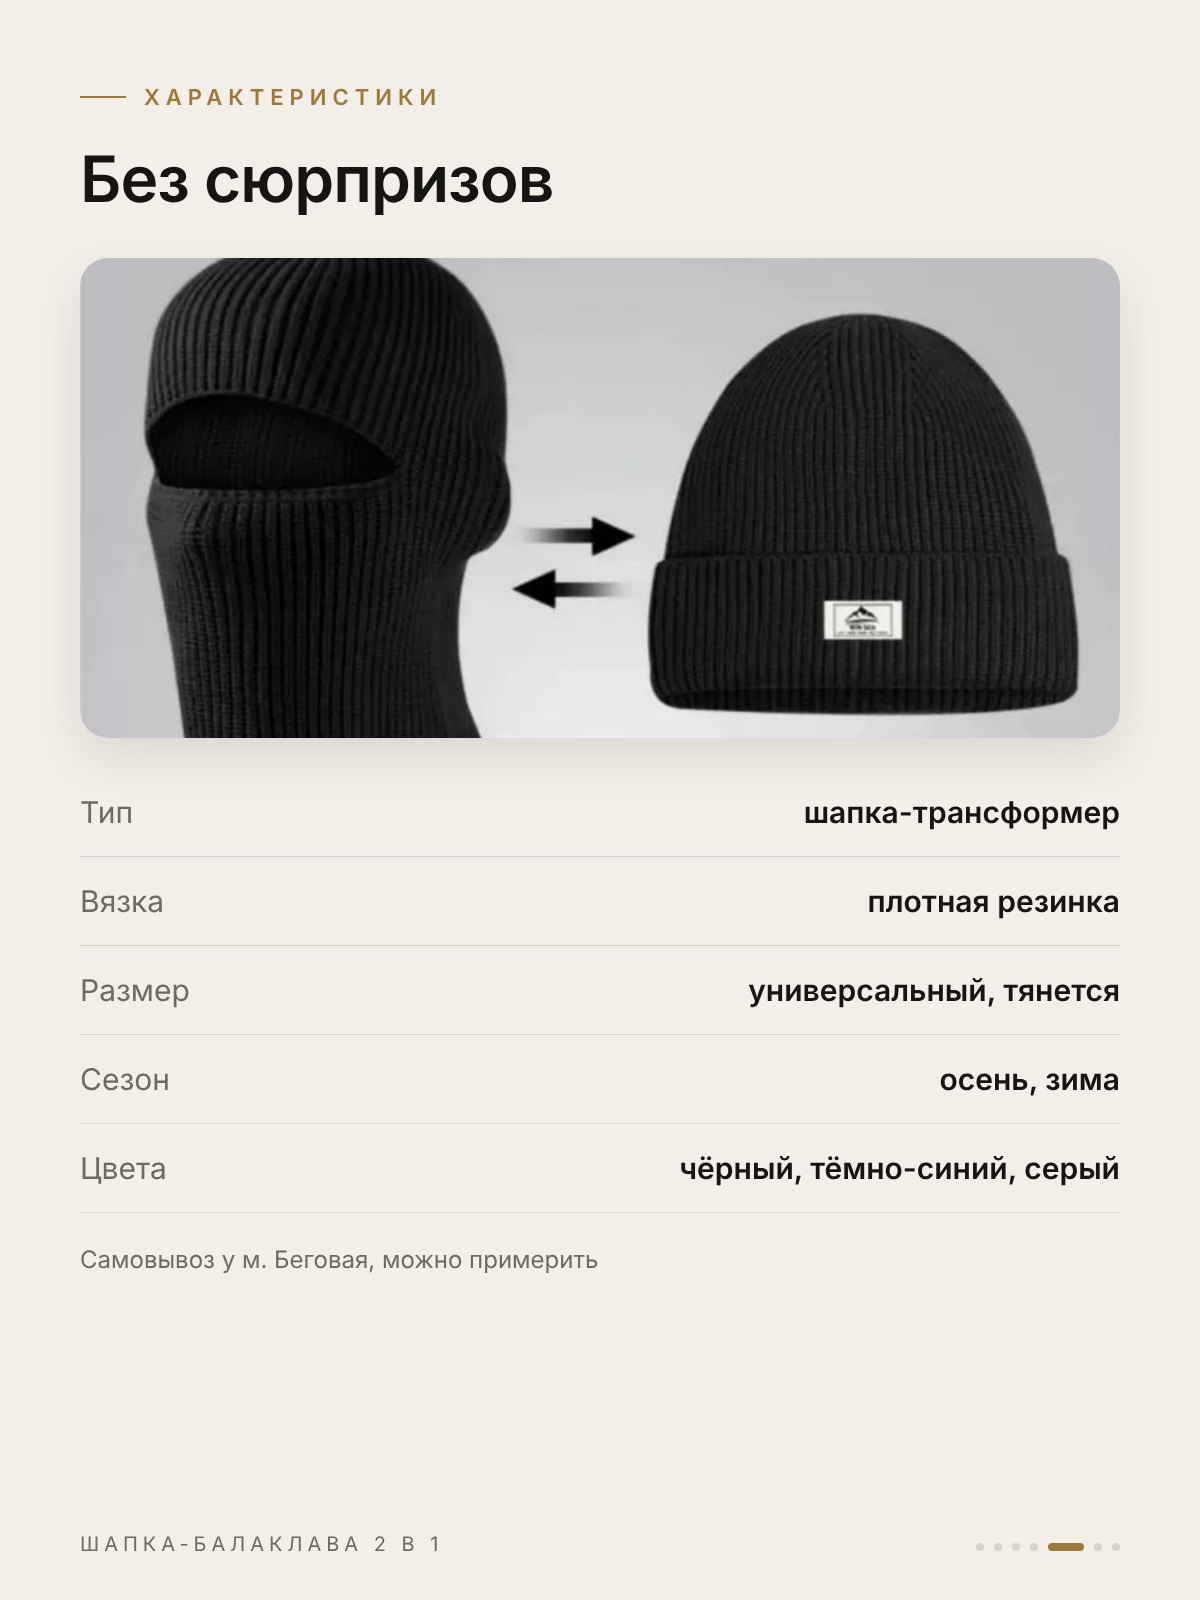 ХАРАКТЕРИСТИКИ
Без сюрпризов
Тип шапка-трансформер
Вязка плотная резинка
Размер универсальный, тянется
Сезон осень, зима
Цвета чёрный, тёмно-синий, серый
Самовывоз у м. Беговая, можно примерить
ШАПКА-БАЛАКЛАВА 2 В 1